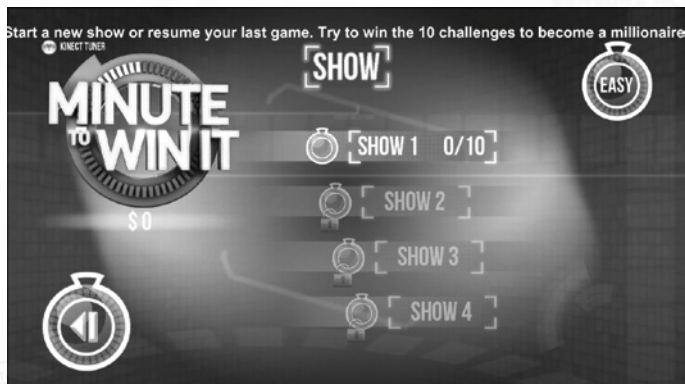 Start a new show or resume your last game. Try to win the 10 challenges to become a millionaire
KINECT TUNER
SHOW
EASY
MINUTE
TO WIN IT
$0
SHOW 1 0/10
SHOW 2
SHOW 3
SHOW 4